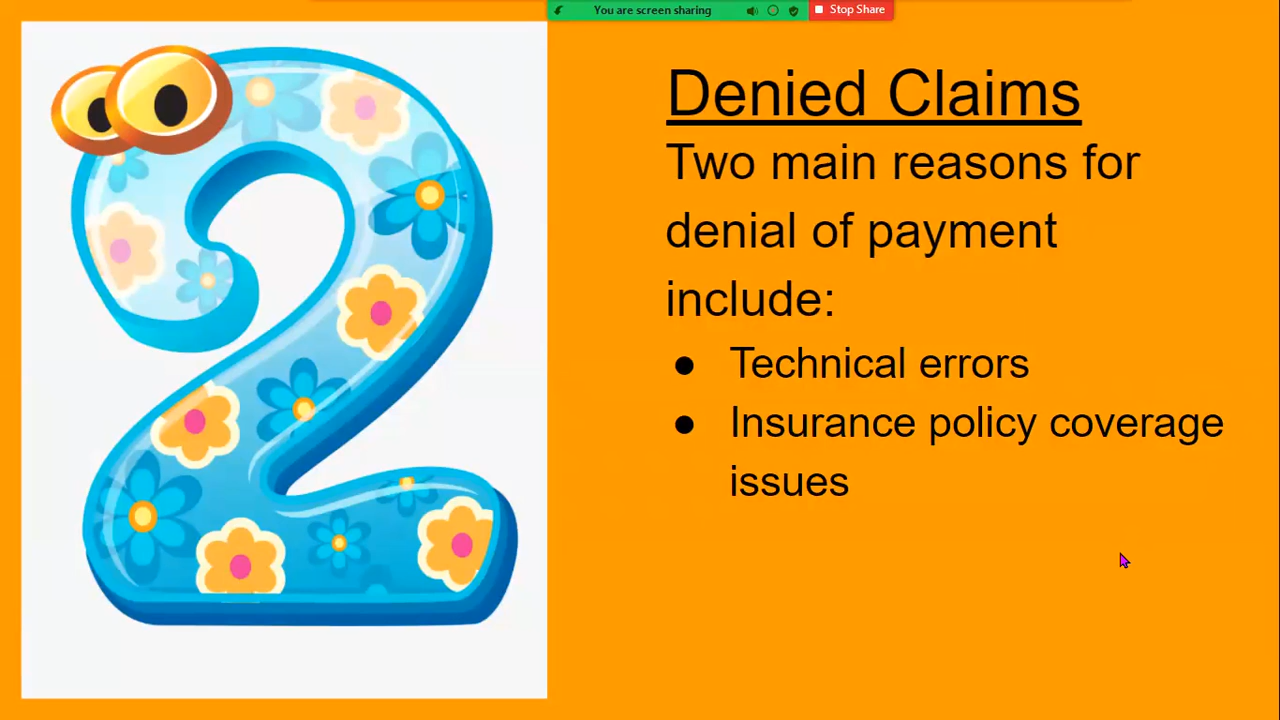 You are screen sharing
Stop Share
Denied Claims
Two main reasons for
denial of payment
include:
● Technical errors
● Insurance policy coverage
issues